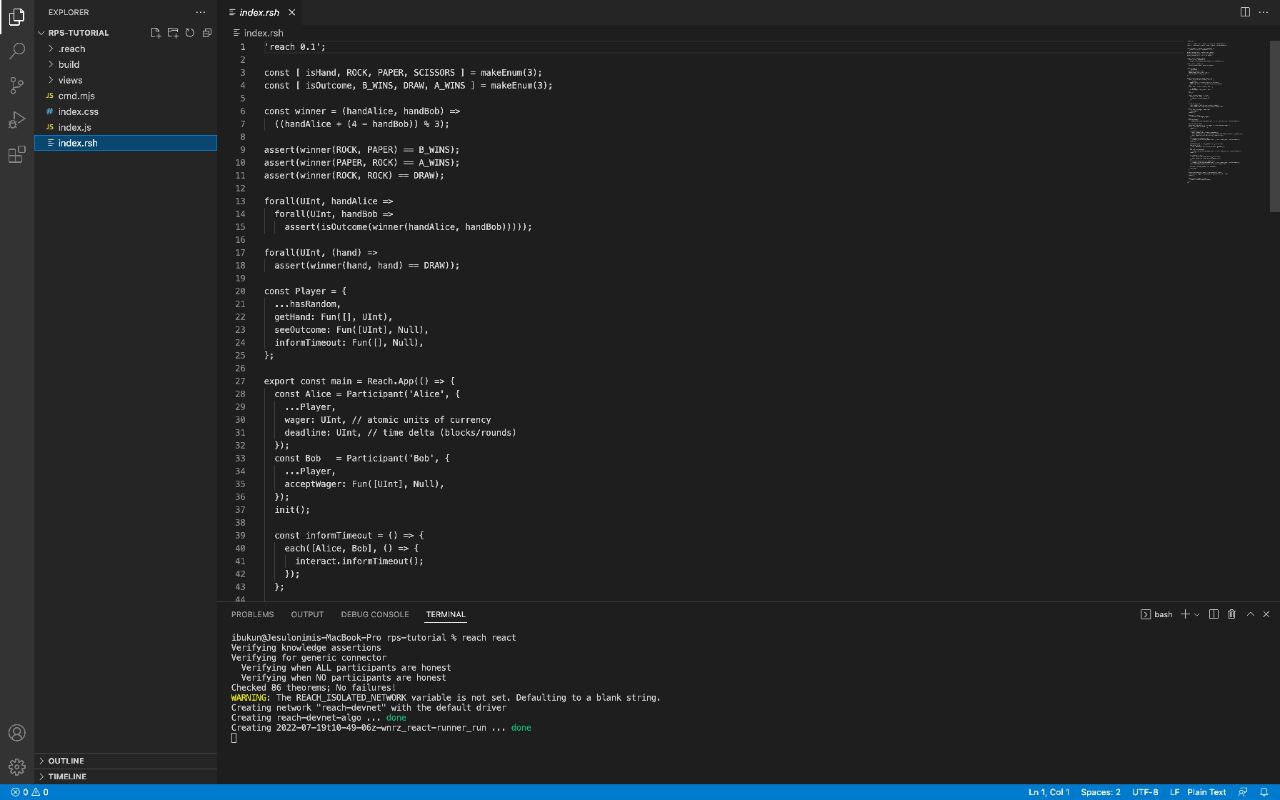 EXPLORER
RPS-TUTORIAL
.reach
build
views
JS cmd.mjs
# index.css
JS index.js
index.rsh
OUTLINE
TIMELINE
index.rsh
index.rsh
1 'reach 0.1';
2
3 const [ isHand, ROCK, PAPER, SCISSORS ] = makeEnum(3);
4 const [ isOutcome, B_WINS, DRAW, A_WINS ] = makeEnum(3);
5
6 const winner = (handAlice, handBob) =>
7 ((handAlice + (4 - handBob)) % 3);
8
9 assert(winner(ROCK, PAPER) == B_WINS);
10 assert(winner(PAPER, ROCK) == A_WINS);
11 assert(winner(ROCK, ROCK) == DRAW);
12
13 forall(UInt, handAlice =>
14 forall(UInt, handBob =>
15 assert(isOutcome(winner(handAlice, handBob)))));
16
17 forall(UInt, (hand) =>
18 assert(winner(hand, hand) == DRAW));
19
20 const Player = {
21 ...hasRandom,
22 getHand: Fun([], UInt),
23 seeOutcome: Fun([UInt], Null),
24 informTimeout: Fun([], Null),
25 };
26
27 export const main = Reach.App(() => {
28 const Alice = Participant('Alice', {
29 ...Player,
30 wager: UInt, // atomic units of currency
31 deadline: UInt, // time delta (blocks/rounds)
32 });
33 const Bob = Participant('Bob', {
34 ...Player,
35 acceptWager: Fun([UInt], Null),
36 });
37 init();
38
39 const informTimeout = () => {
40 each([Alice, Bob], () => {
41 interact.informTimeout();
42 });
43 };
44
PROBLEMS OUTPUT DEBUG CONSOLE TERMINAL bash
ibukun@Jesulonimis-MacBook-Pro rps-tutorial % reach react
Verifying knowledge assertions
Verifying for generic connector
Verifying when ALL participants are honest
Verifying when NO participants are honest
Checked 86 theorems; No failures!
WARNING: The REACH_ISOLATED_NETWORK variable is not set. Defaulting to a blank string.
Creating network "reach-devnet" with the default driver
Creating reach-devnet-algo ... done
Creating 2022-07-19t10-49-06z-wnrz_react-runner_run ... done
0 0 Ln 1, Col 1 Spaces: 2 UTF-8 LF Plain Text